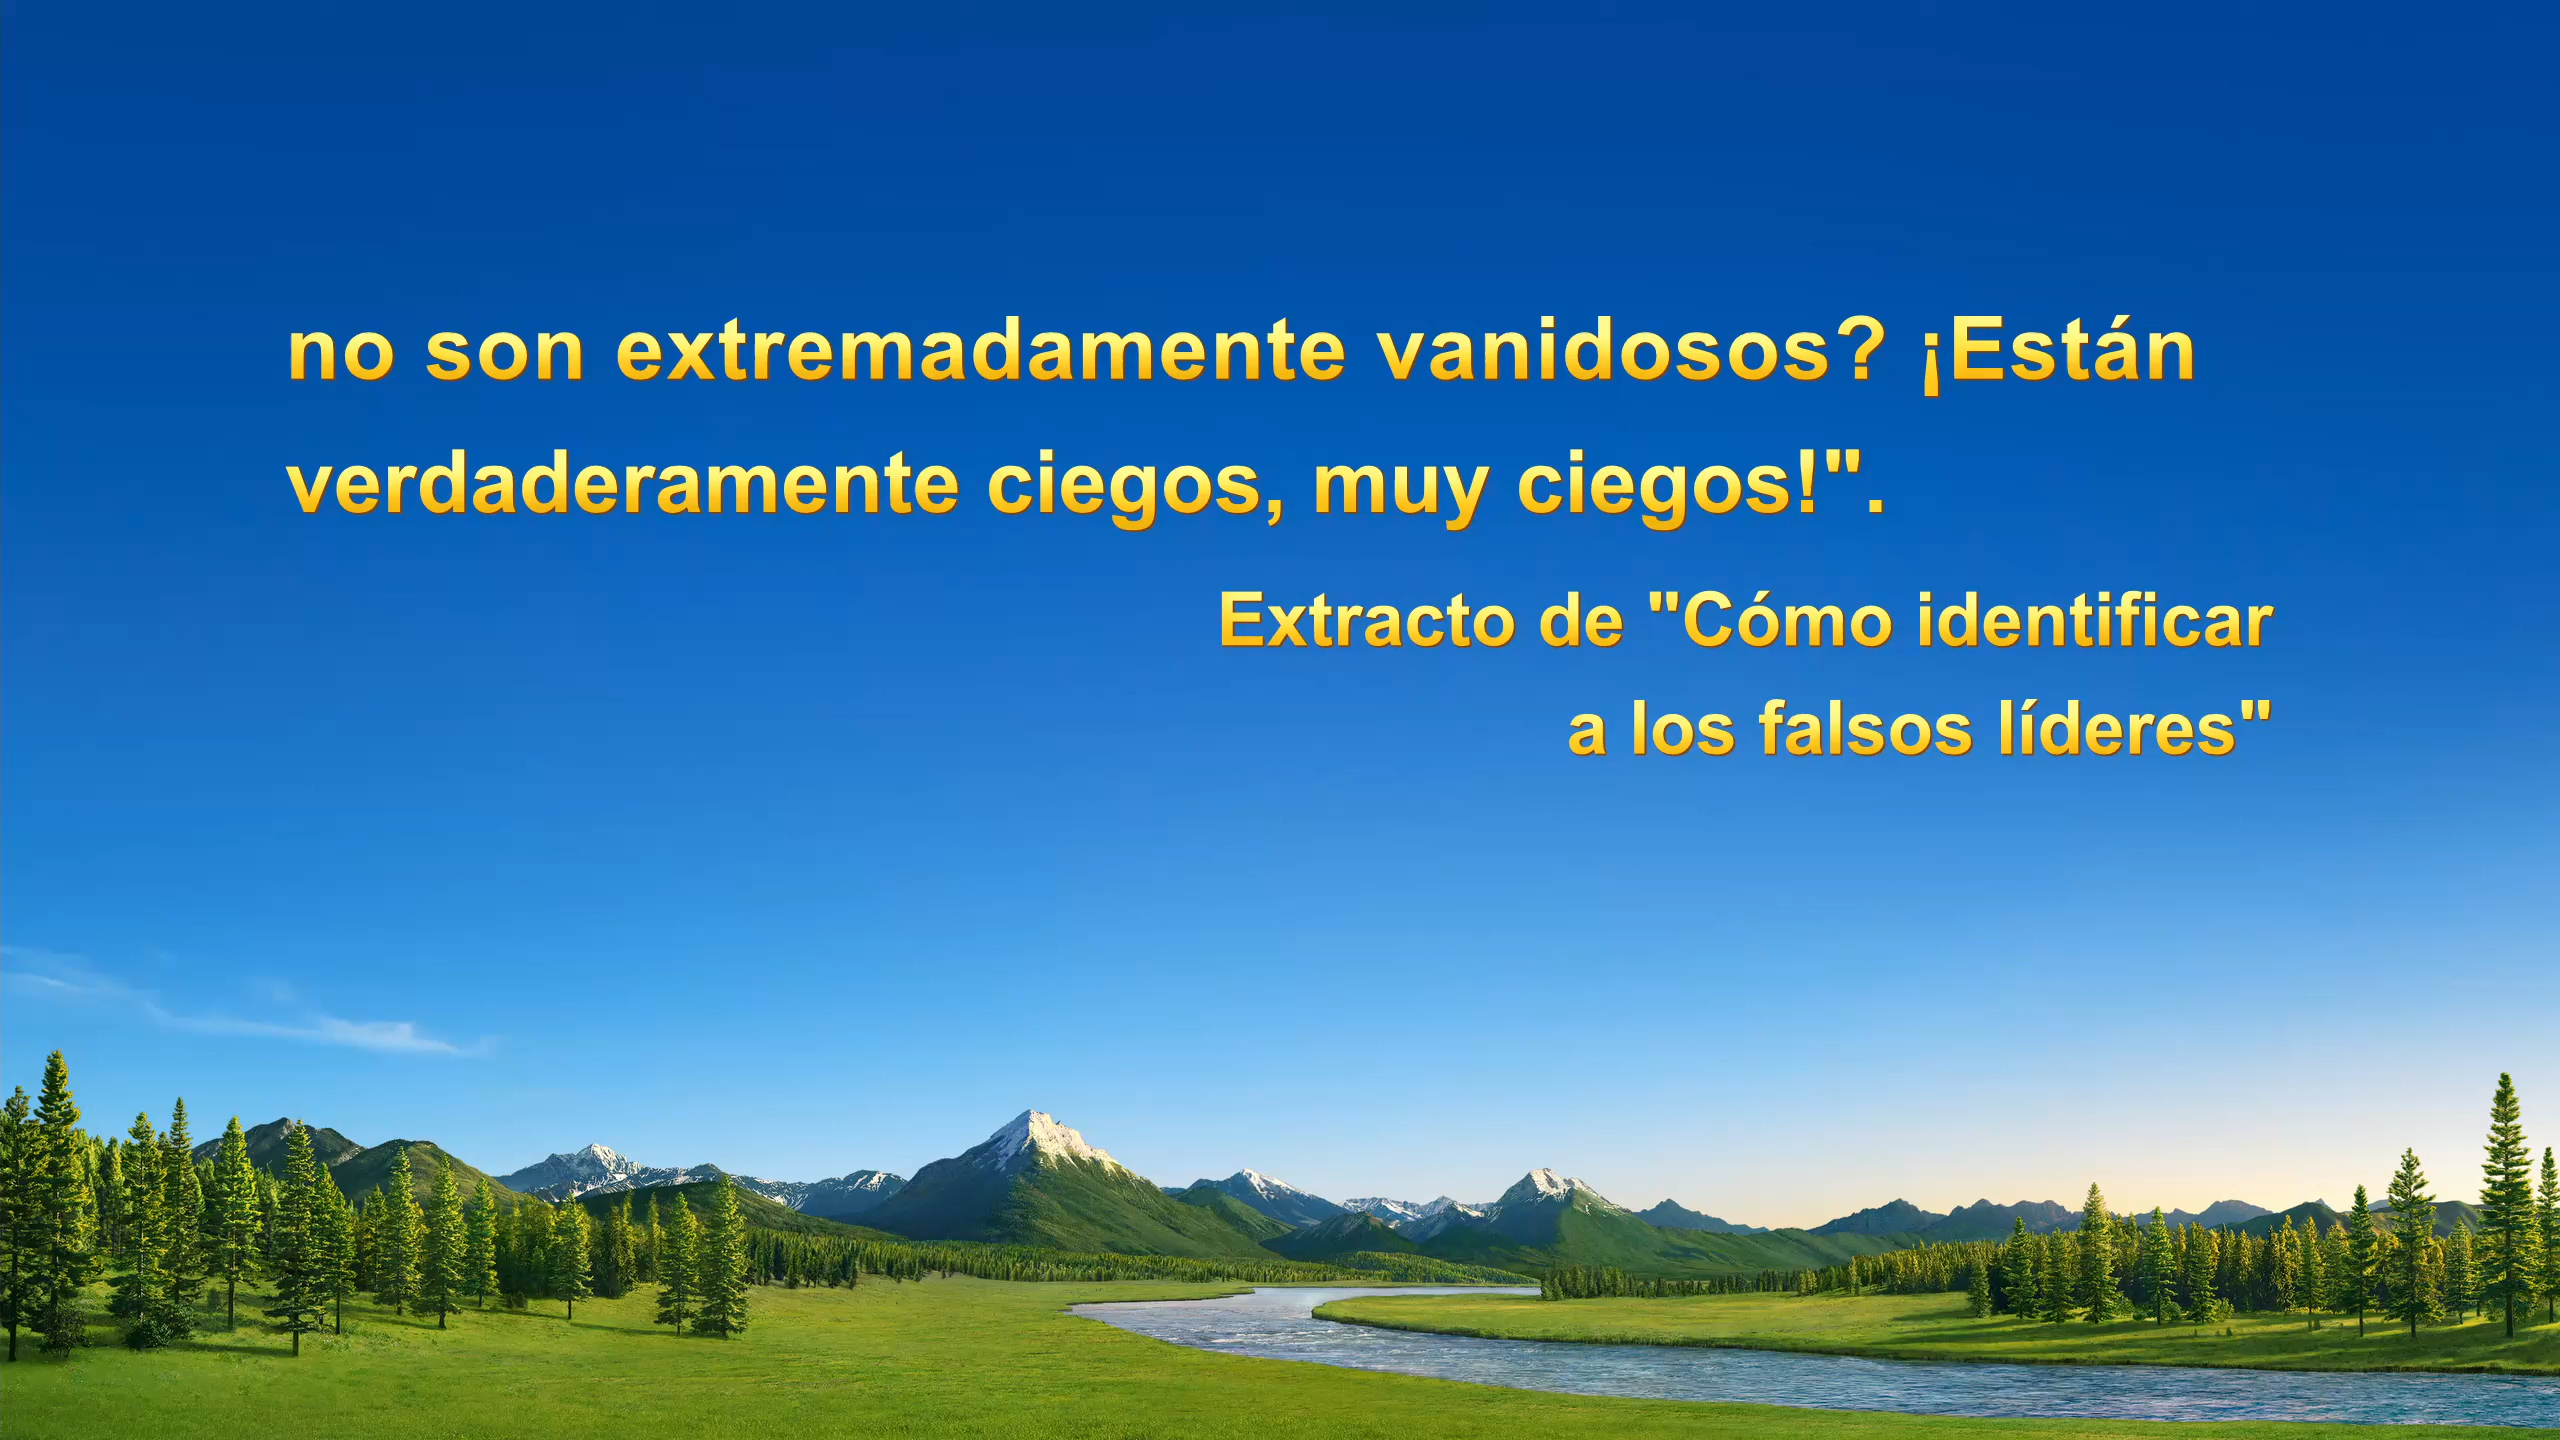 no son extremadamente vanidosos? ¡Están
verdaderamente ciegos, muy ciegos!".
Extracto de "Cómo identificar
a los falsos líderes"